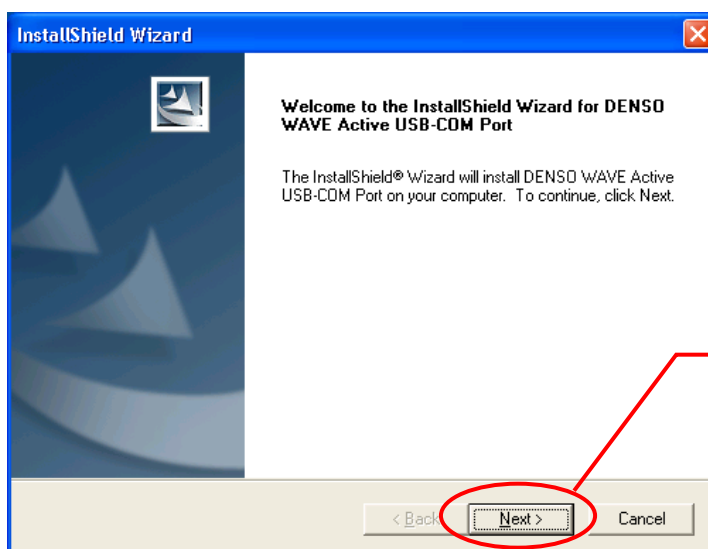 InstallShield Wizard
Welcome to the InstallShield Wizard for DENSO
WAVE Active USB-COM Port
The InstallShield® Wizard will install DENSO WAVE Active
USB-COM Port on your computer. To continue, click Next.
< Back
Next >
Cancel